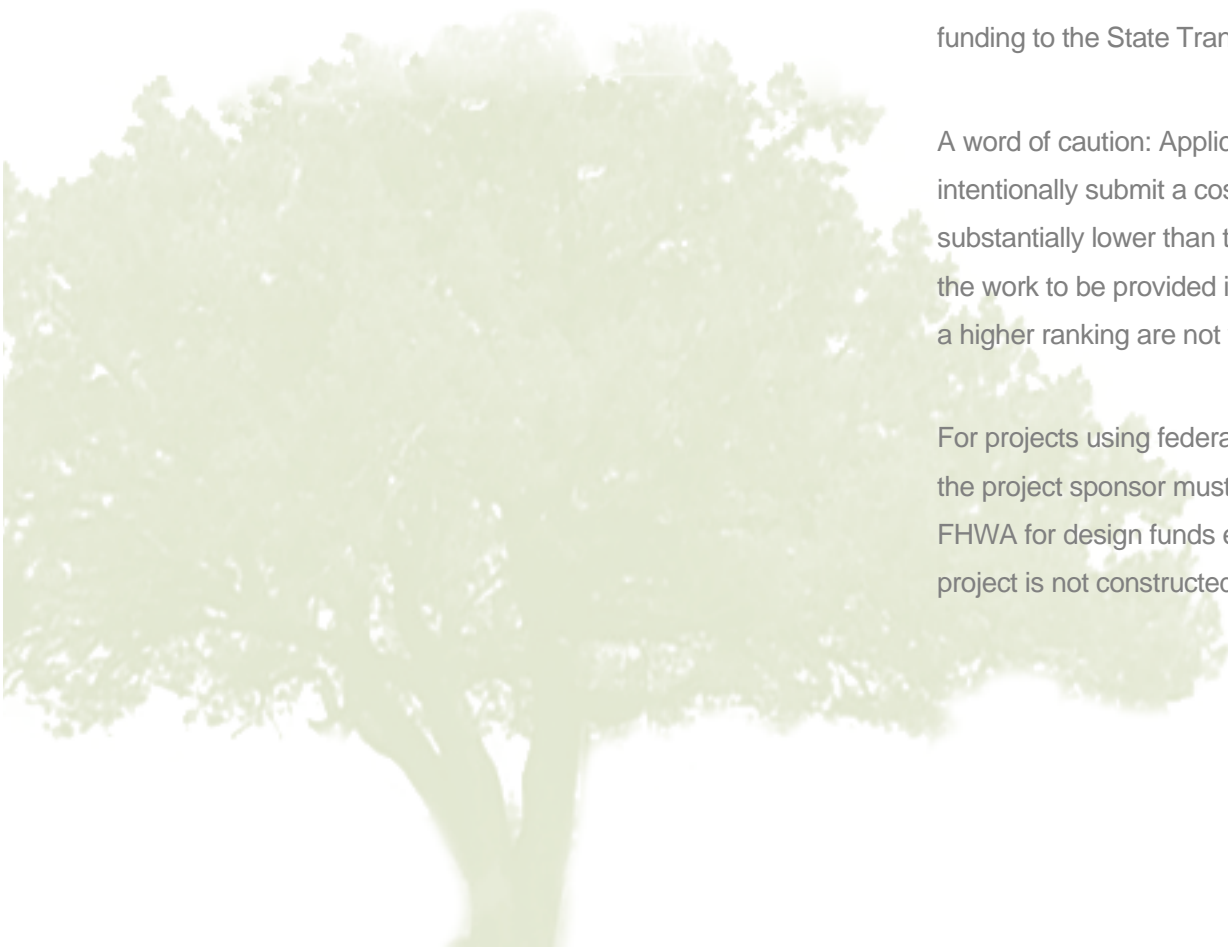 funding to the State Tran
A word of caution: Applic
intentionally submit a cos
substantially lower than t
the work to be provided i
a higher ranking are not
For projects using federa
the project sponsor must
FHWA for design funds e
project is not constructed